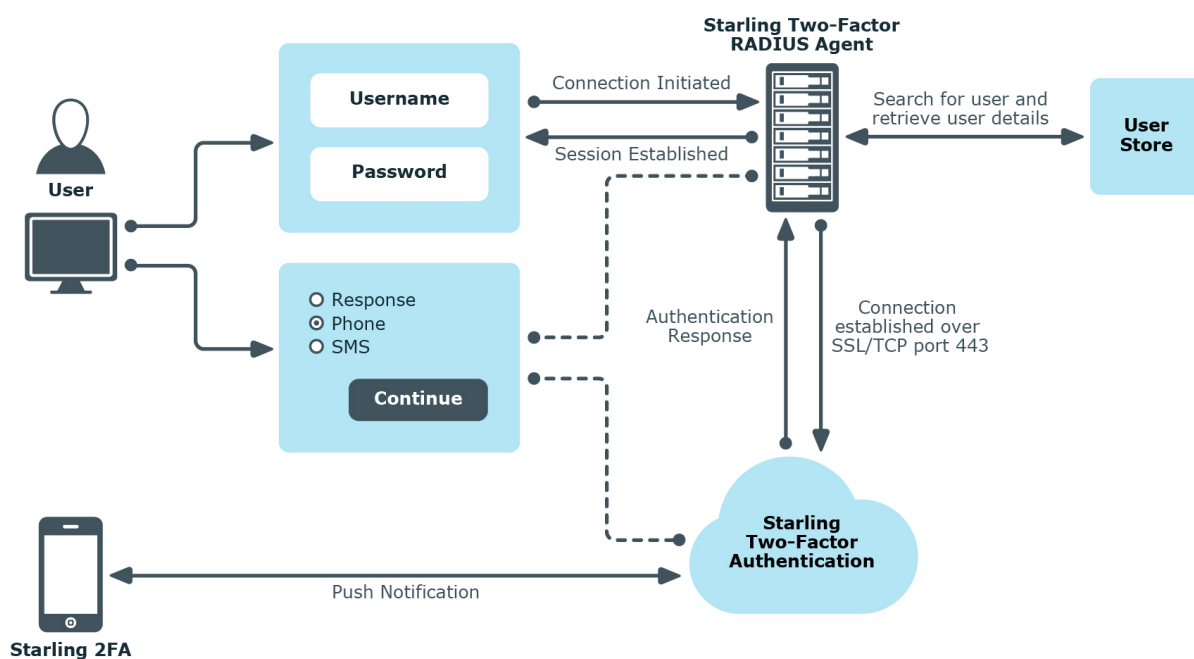 Starling Two-Factor
RADIUS Agent
Username
Password
Connection Initiated
Session Established
Search for user and
retrieve user details
User
Store
User
Response
Phone
SMS
Continue
Authentication
Response
Connection
established over
SSL/TCP port 443
Starling
Two-Factor
Authentication
Push Notification
Starling 2FA